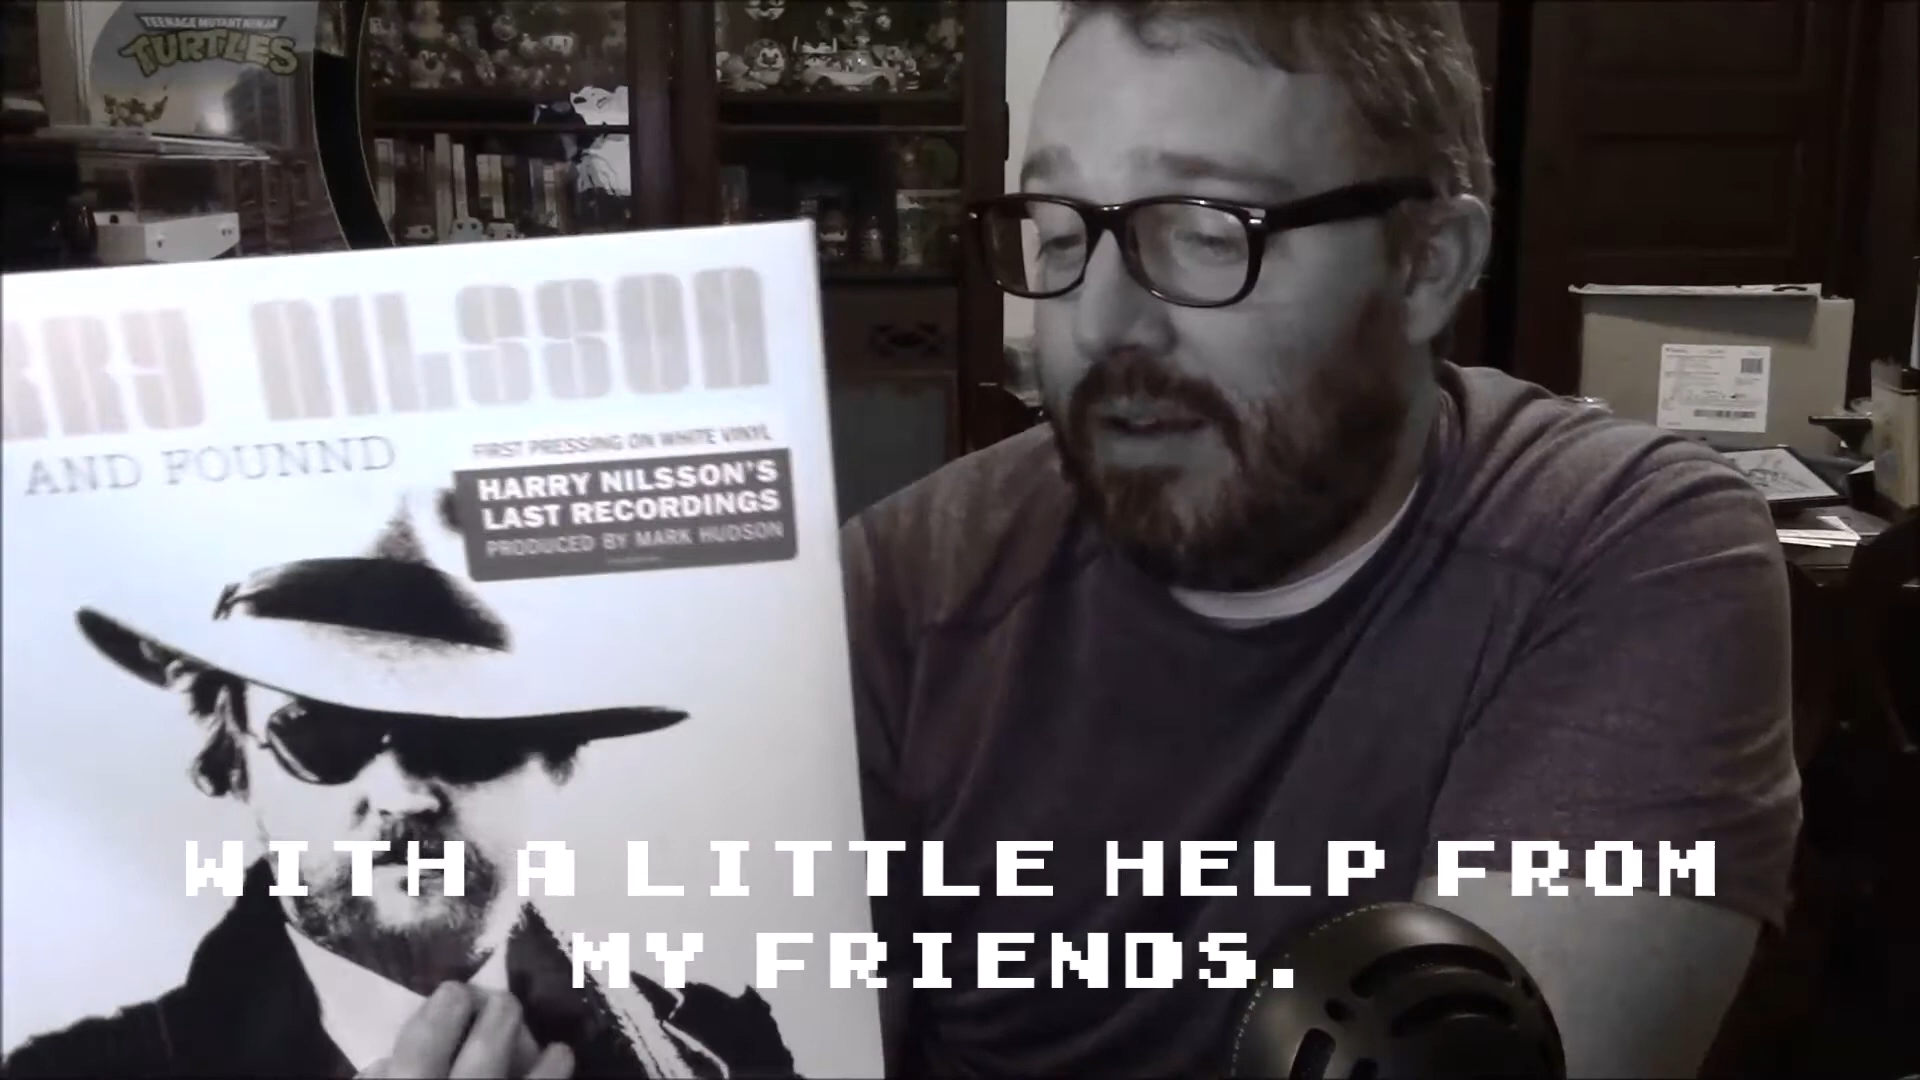 TEENAGE MUTANT NINJA
TURTLES
RRY NILSSON
AND FOUNND
FIRST PRESSING ON WHITE VINYL
HARRY NILSSON'S
LAST RECORDINGS
PRODUCED BY MARK HUDSON
WITH A LITTLE HELP FROM
MY FRIENDS.